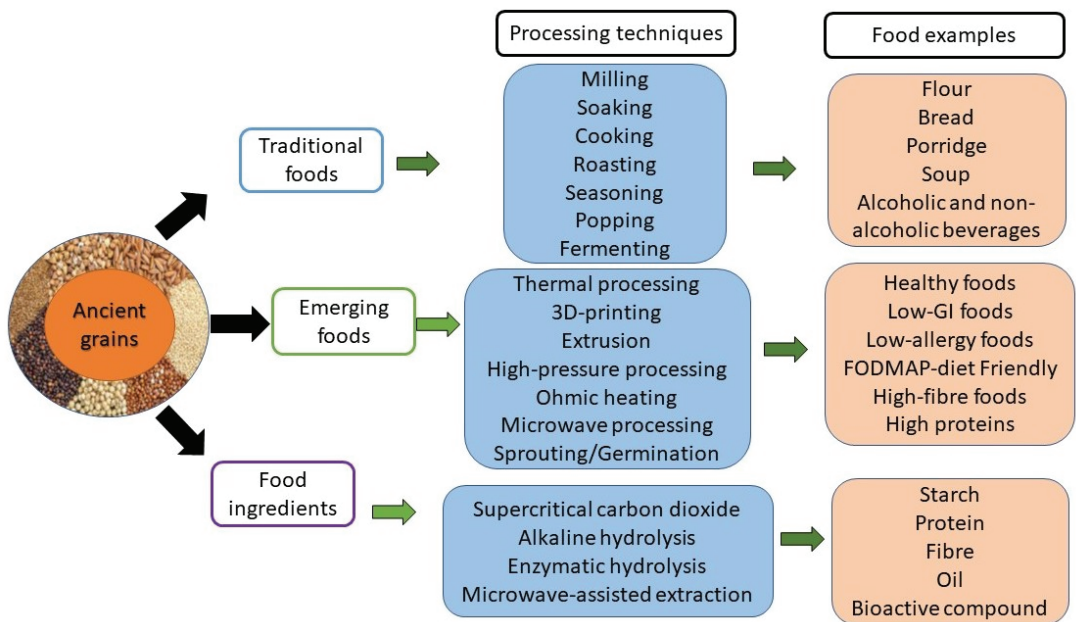 Processing techniques
Food examples
Ancient
grains
Traditional
foods
Milling
Soaking
Cooking
Roasting
Seasoning
Popping
Fermenting
Flour
Bread
Porridge
Soup
Alcoholic and non-
alcoholic beverages
Emerging
foods
Thermal processing
3D-printing
Extrusion
High-pressure processing
Ohmic heating
Microwave processing
Sprouting/Germination
Healthy foods
Low-GI foods
Low-allergy foods
FODMAP-diet Friendly
High-fibre foods
High proteins
Food
ingredients
Supercritical carbon dioxide
Alkaline hydrolysis
Enzymatic hydrolysis
Microwave-assisted extraction
Starch
Protein
Fibre
Oil
Bioactive compound